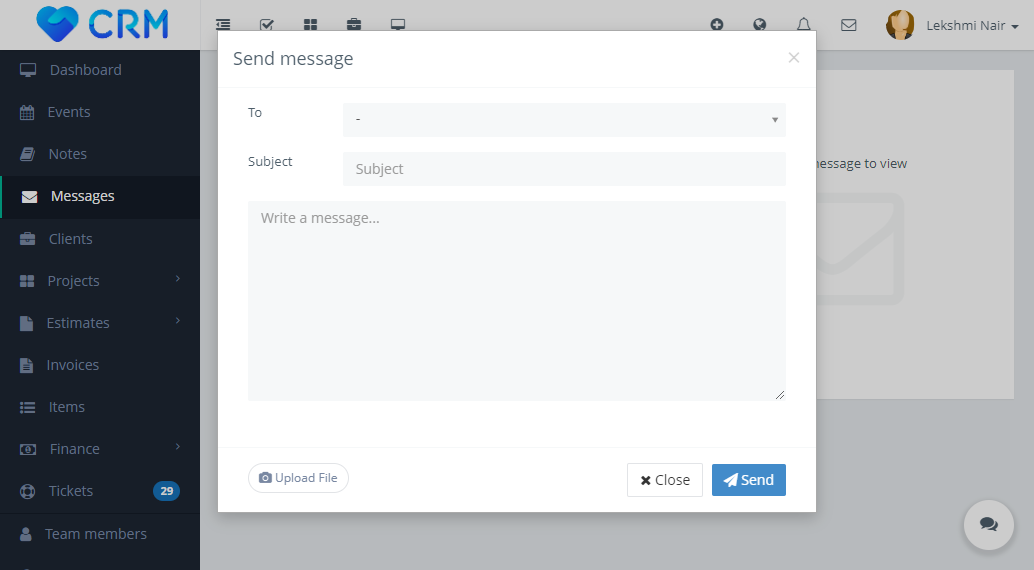 CRM
Lekshmi Nair
Dashboard
Events
Notes
Messages
Clients
Projects
Estimates
Invoices
Items
Finance
Tickets 29
Team members
Send message
×
To
-
Subject
Subject
Write a message...
Upload File
Close
Send
to view